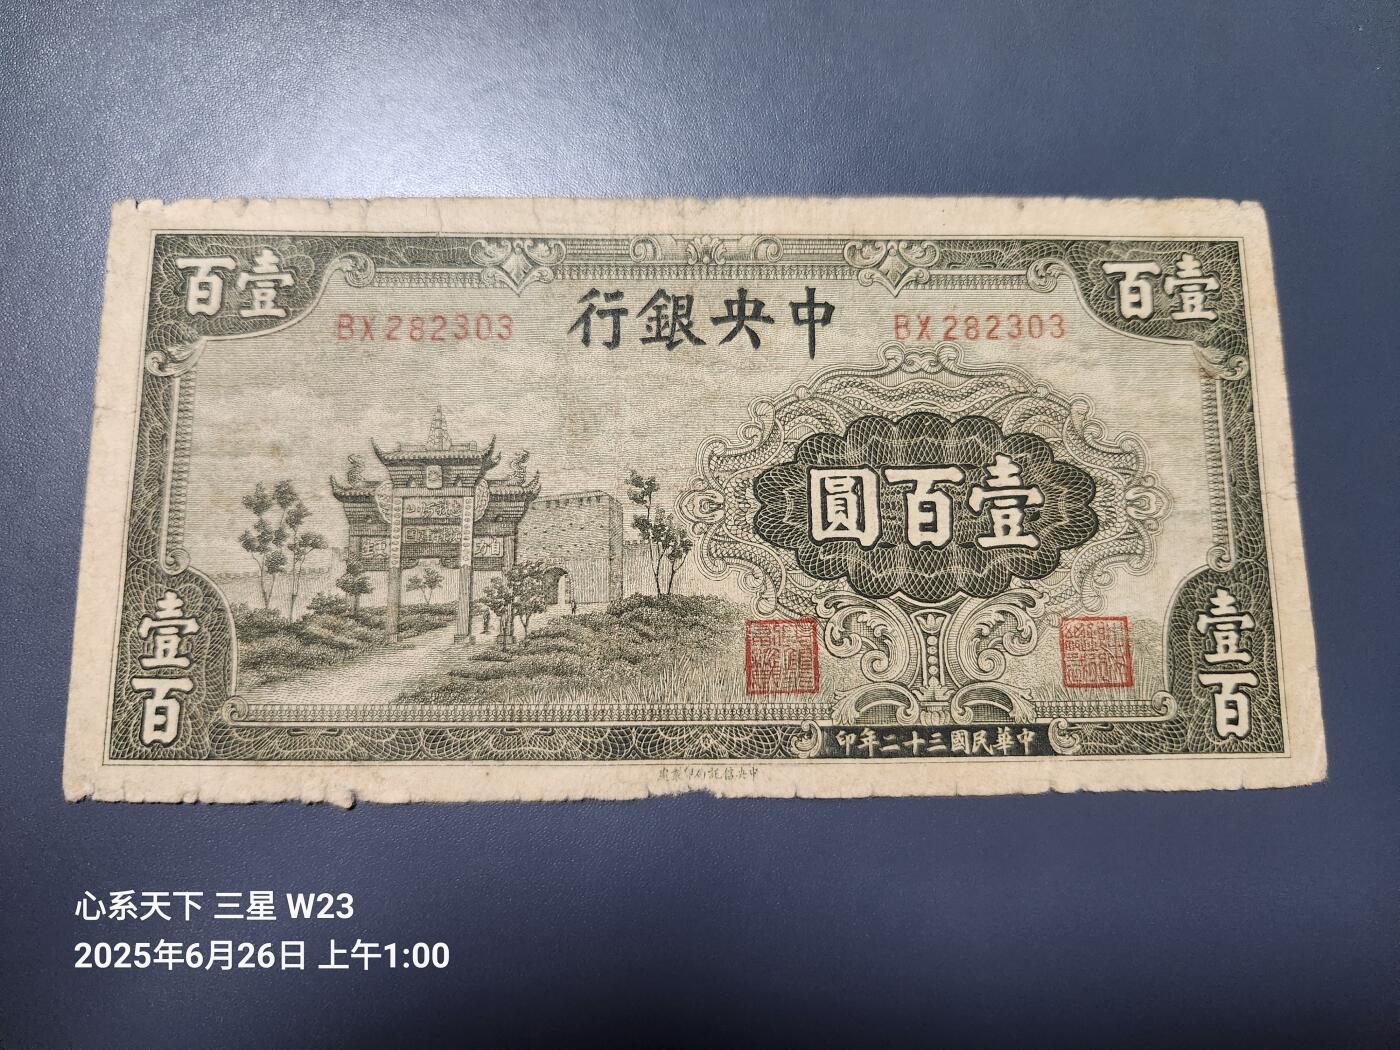 壹百
壹百
中央銀行
BX282303
BX282303
壹百圓
壹百
壹百
中華民國三十二年印
心系天下 三星 W23
2025年6月26日 上午1:00